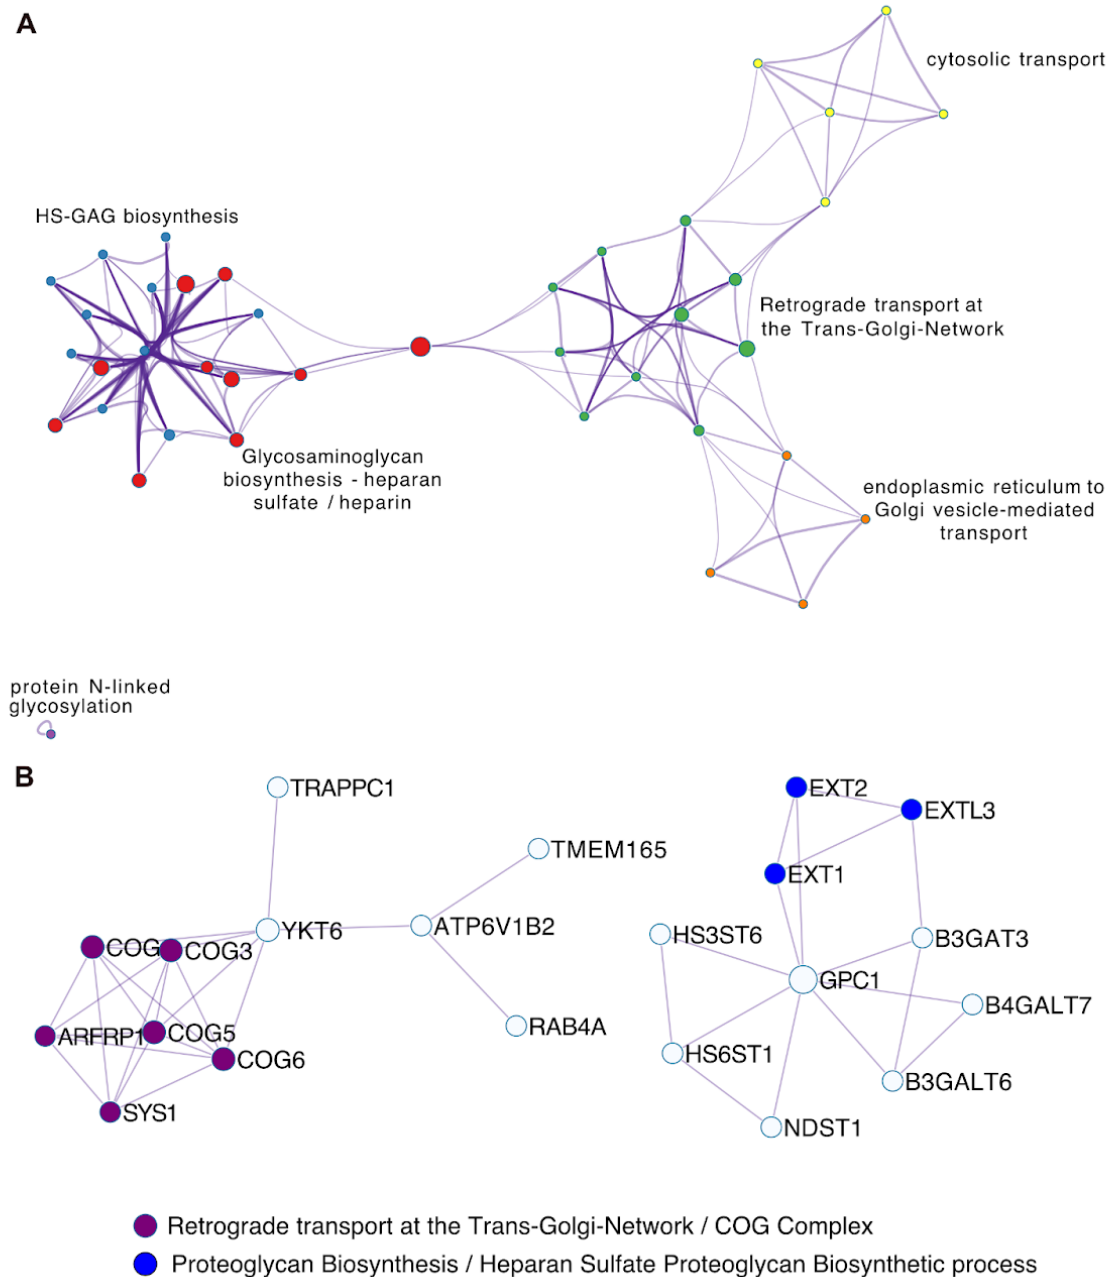 A
cytosolic transport
HS-GAG biosynthesis
Retrograde transport at
the Trans-Golgi-Network
Glycosaminoglycan
biosynthesis - heparan
sulfate / heparin
endoplasmic reticulum to
Golgi vesicle-mediated
transport
protein N-linked
glycosylation
B
TRAPPC1
TMEM165
YKT6
ATP6V1B2
COG
COG3
ARFRP1
COG5
COG6
RAB4A
SYS1
EXT2
EXTL3
EXT1
HS3ST6
B3GAT3
GPC1
B4GALT7
HS6ST1
B3GALT6
NDST1
Retrograde transport at the Trans-Golgi-Network / COG Complex
Proteoglycan Biosynthesis / Heparan Sulfate Proteoglycan Biosynthetic process